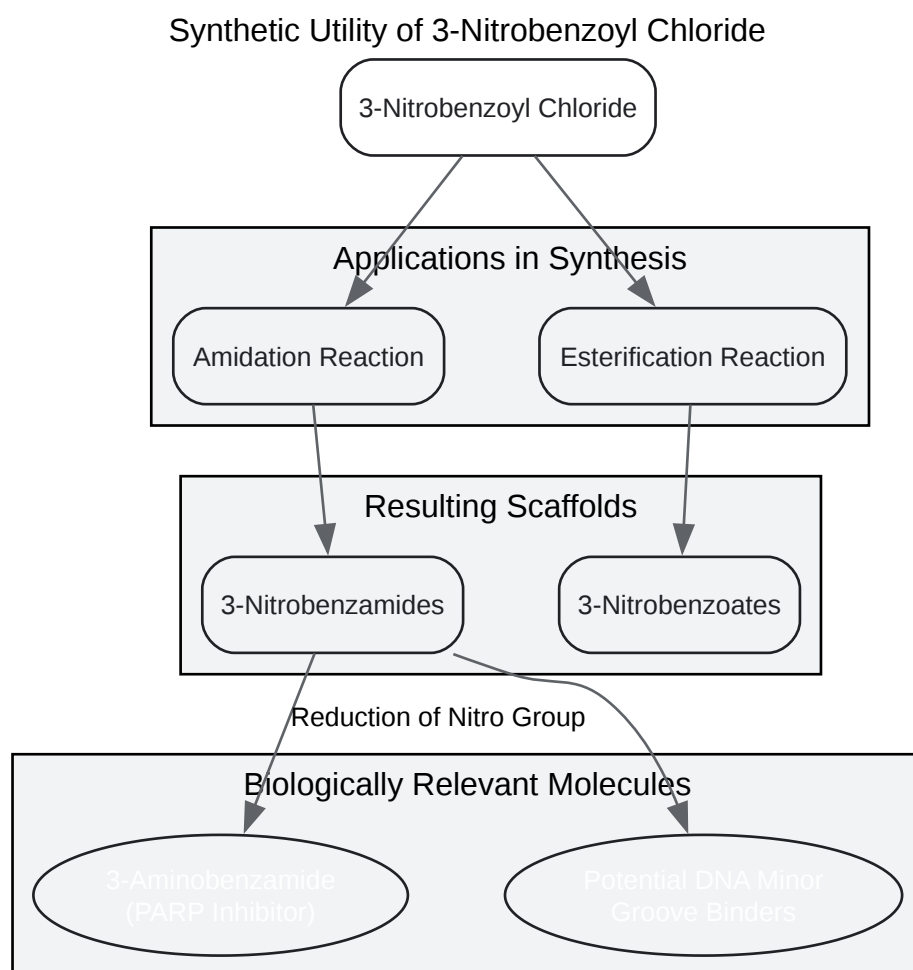 Synthetic Utility of 3-Nitrobenzoyl Chloride
3-Nitrobenzoyl Chloride
Applications in Synthesis
Amidation Reaction
Esterification Reaction
Resulting Scaffolds
3-Nitrobenzamides
3-Nitrobenzoates
Reduction of Nitro Group
Biologically Relevant Molecules
3-Aminobenzamide
(PARP Inhibitor)
Potential DNA Minor
Groove Binders